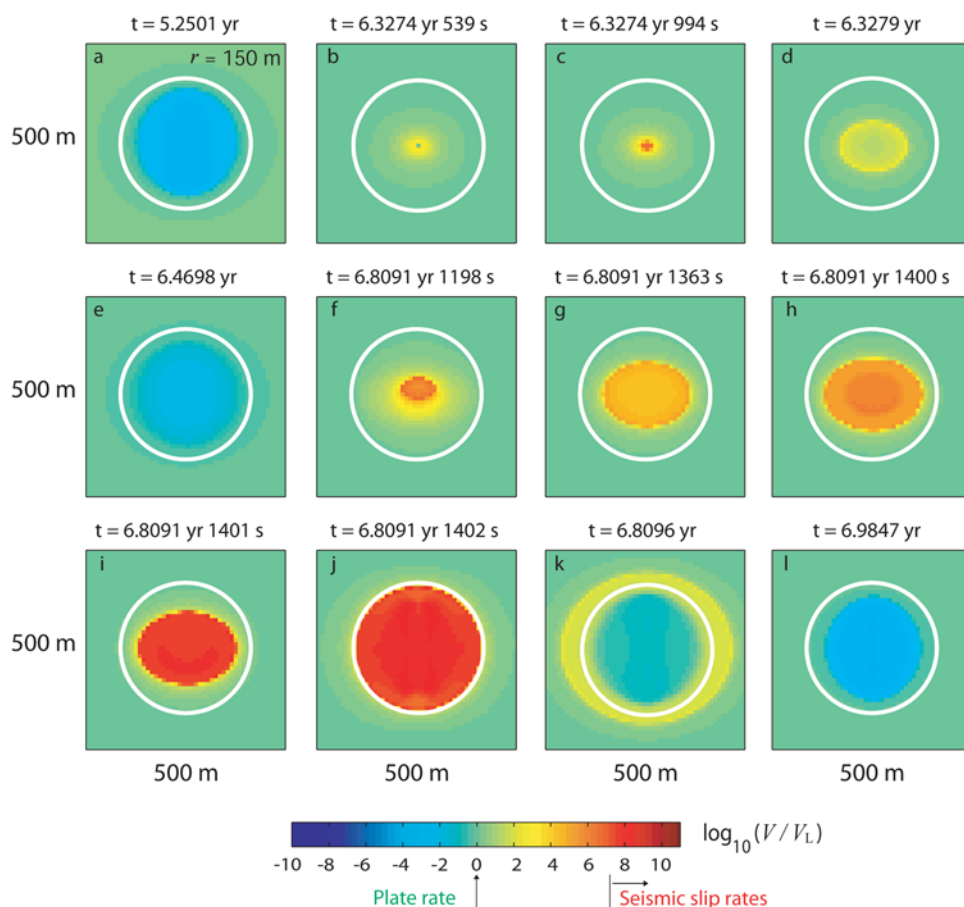 t = 5.2501 yr
t = 6.3274 yr 539 s
t = 6.3274 yr 994 s
t = 6.3279 yr
a
r = 150 m
b
c
d
500 m
t = 6.4698 yr
t = 6.8091 yr 1198 s
t = 6.8091 yr 1363 s
t = 6.8091 yr 1400 s
e
f
g
h
500 m
t = 6.8091 yr 1401 s
t = 6.8091 yr 1402 s
t = 6.8096 yr
t = 6.9847 yr
i
j
k
l
500 m
500 m
500 m
500 m
500 m
log10(V/VL)
-10 -8 -6 -4 -2 0 2 4 6 8 10
Plate rate
Seismic slip rates